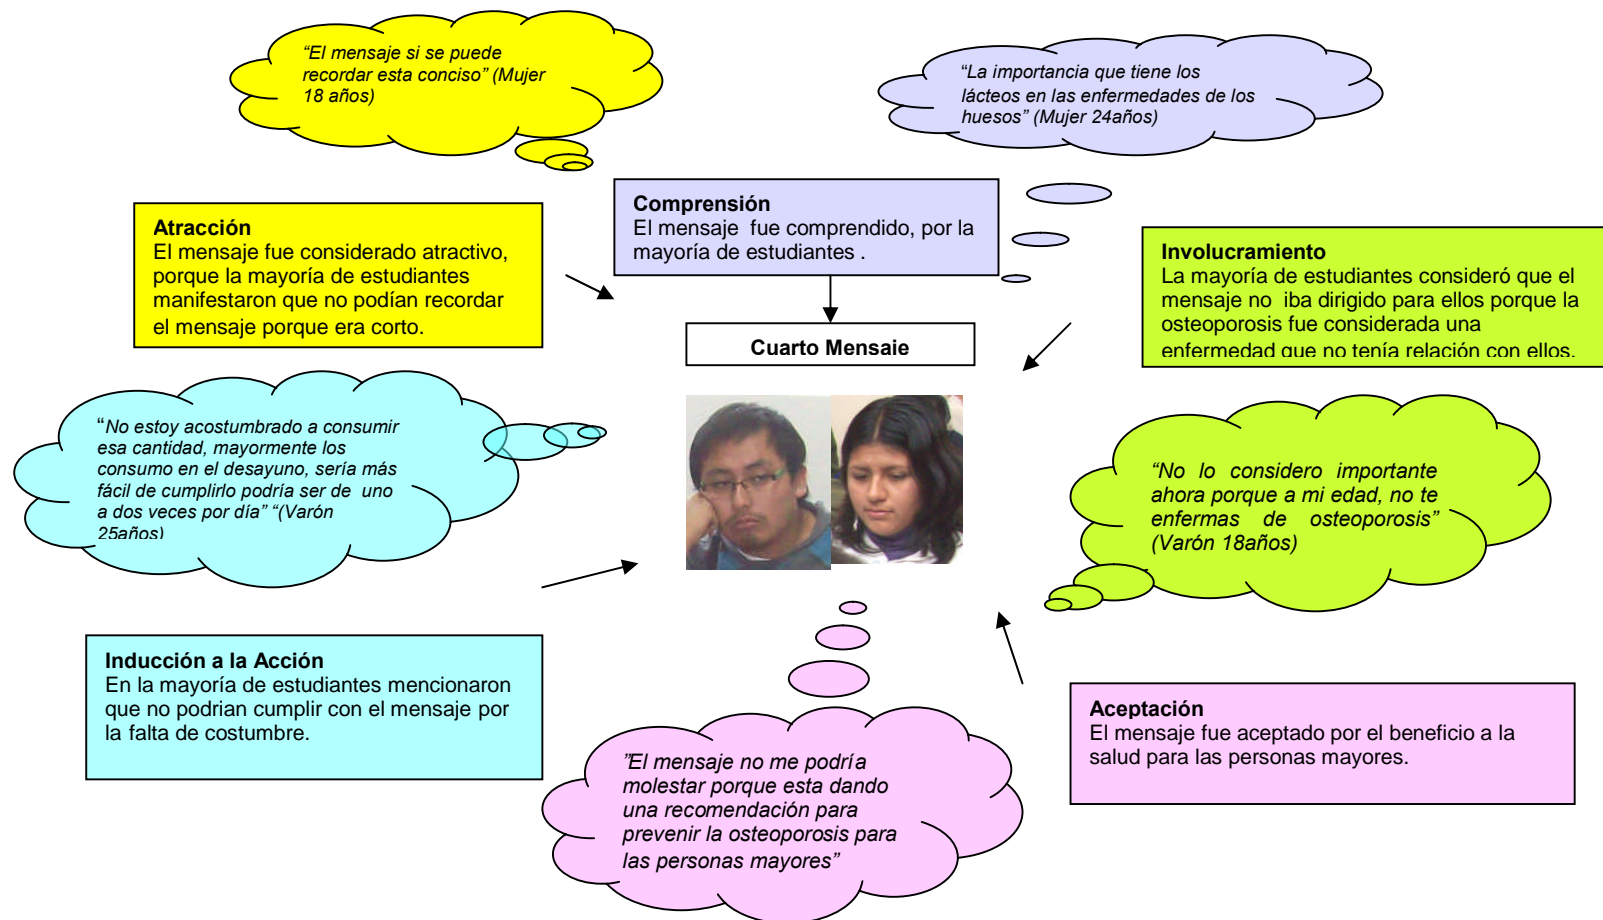 “El mensaje si se puede
recordar esta conciso” (Mujer
18 años)
“La importancia que tiene los
lácteos en las enfermedades de los
huesos” (Mujer 24años)
Comprensión
El mensaje fue comprendido, por la
mayoría de estudiantes .
Atracción
El mensaje fue considerado atractivo,
porque la mayoría de estudiantes
manifestaron que no podían recordar
el mensaje porque era corto.
Involucramiento
La mayoría de estudiantes consideró que el
mensaje no iba dirigido para ellos porque la
osteoporosis fue considerada una
enfermedad que no tenía relación con ellos.
Cuarto Mensaje
“No estoy acostumbrado a consumir
esa cantidad, mayormente los
consumo en el desayuno, sería más
fácil de cumplirlo podría ser de uno
a dos veces por día” “(Varón
25años)
“No lo considero importante
ahora porque a mi edad, no te
enfermas de osteoporosis”
(Varón 18años)
Inducción a la Acción
En la mayoría de estudiantes mencionaron
que no podrian cumplir con el mensaje por
la falta de costumbre.
Aceptación
El mensaje fue aceptado por el beneficio a la
salud para las personas mayores.
”El mensaje no me podría
molestar porque esta dando
una recomendación para
prevenir la osteoporosis para
las personas mayores”